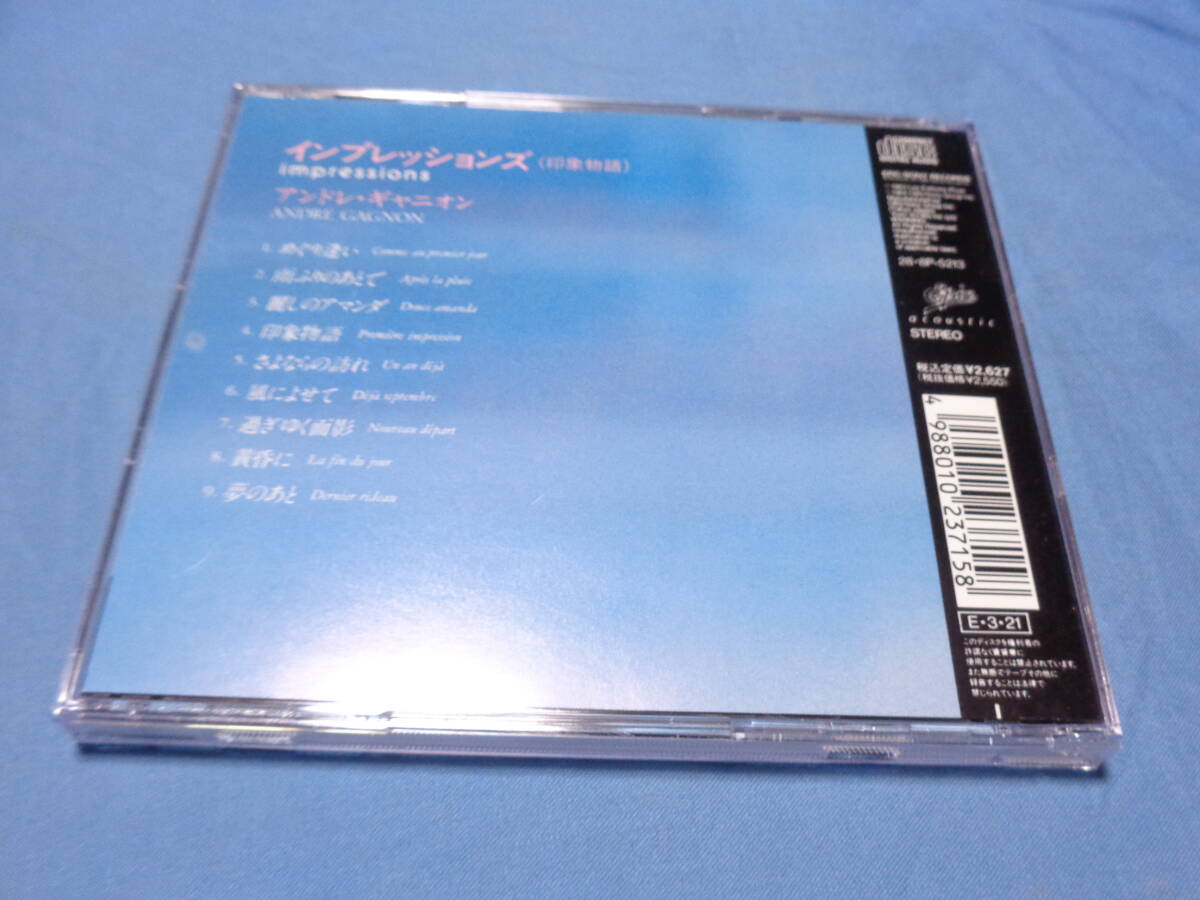 インプレッションズ（印象物語）
impressions
アンドレ・ギャニオン
ANDRÉ GAGNON
1. めぐり逢い Comme au premier jour
2. 雨ふりのあとで Après la pluie
3. 麗しのアマンダ Douce amanda
4. 印象物語 Première impression
5. さよならの訪れ Un an déjà
6. 風によせて Déjà septembre
7. 過ぎゆく面影 Nouveau départ
8. 黄昏に La fin du jour
9. 夢のあと Dernier rideau
disc
28・8P-5213
Epic
acoustic
STEREO
税込定価¥2,627
（税抜価格¥2,550）
4 988010 237158
E・3・21
このディスクを権利者の
許諾なく賃貸業に
使用することは禁止されています。
また無断でテープその他に
録音することは法律で
禁じられています。
I